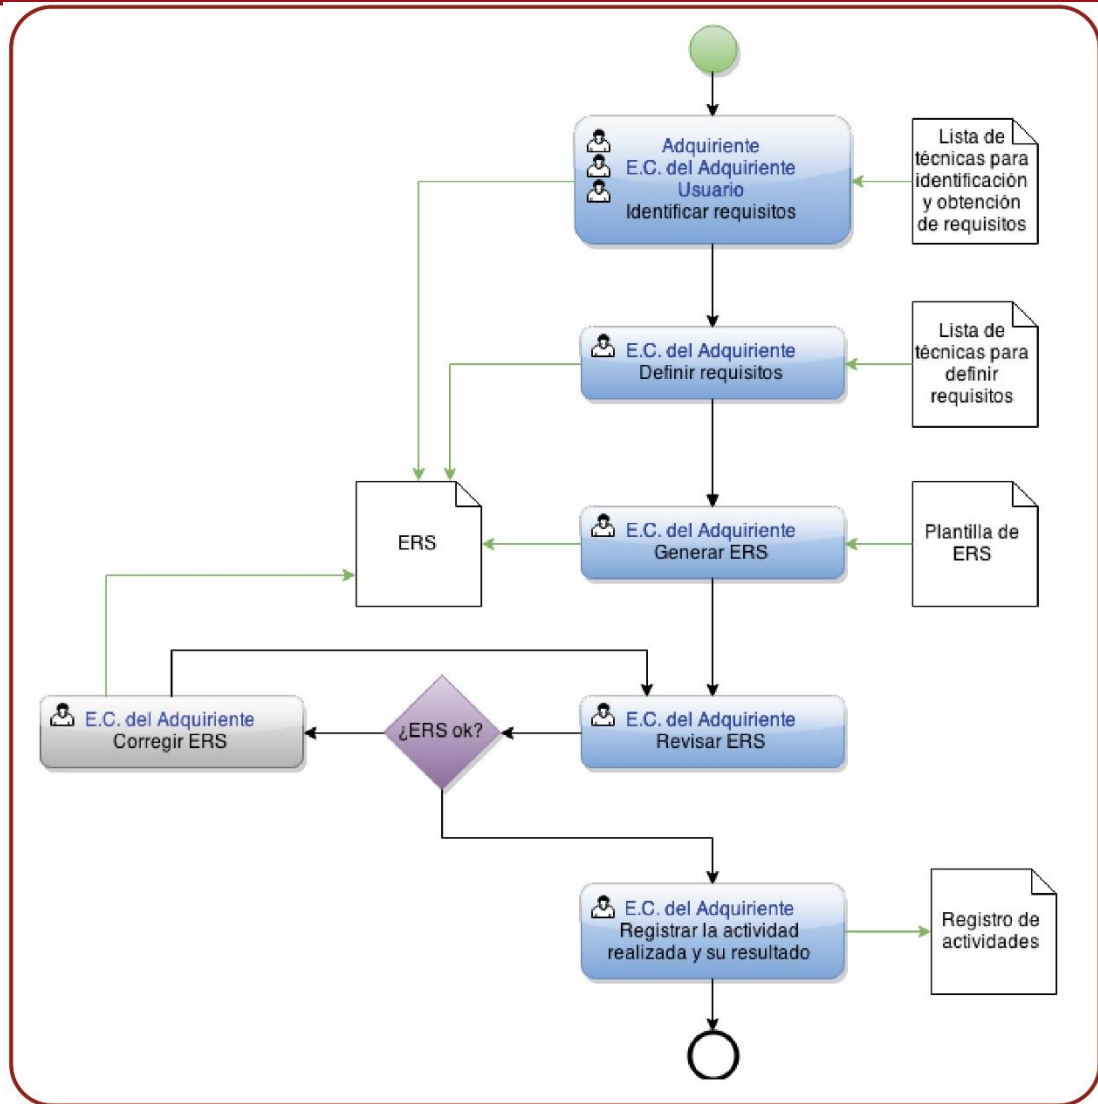 Adquiriente
E.C. del Adquiriente
Usuario
Identificar requisitos
Lista de
técnicas para
identificación
y obtención
de requisitos
E.C. del Adquiriente
Definir requisitos
Lista de
técnicas para
definir
requisitos
ERS
E.C. del Adquiriente
Generar ERS
Plantilla de
ERS
E.C. del Adquiriente
Corregir ERS
¿ERS ok?
E.C. del Adquiriente
Revisar ERS
E.C. del Adquiriente
Registrar la actividad
realizada y su resultado
Registro de
actividades